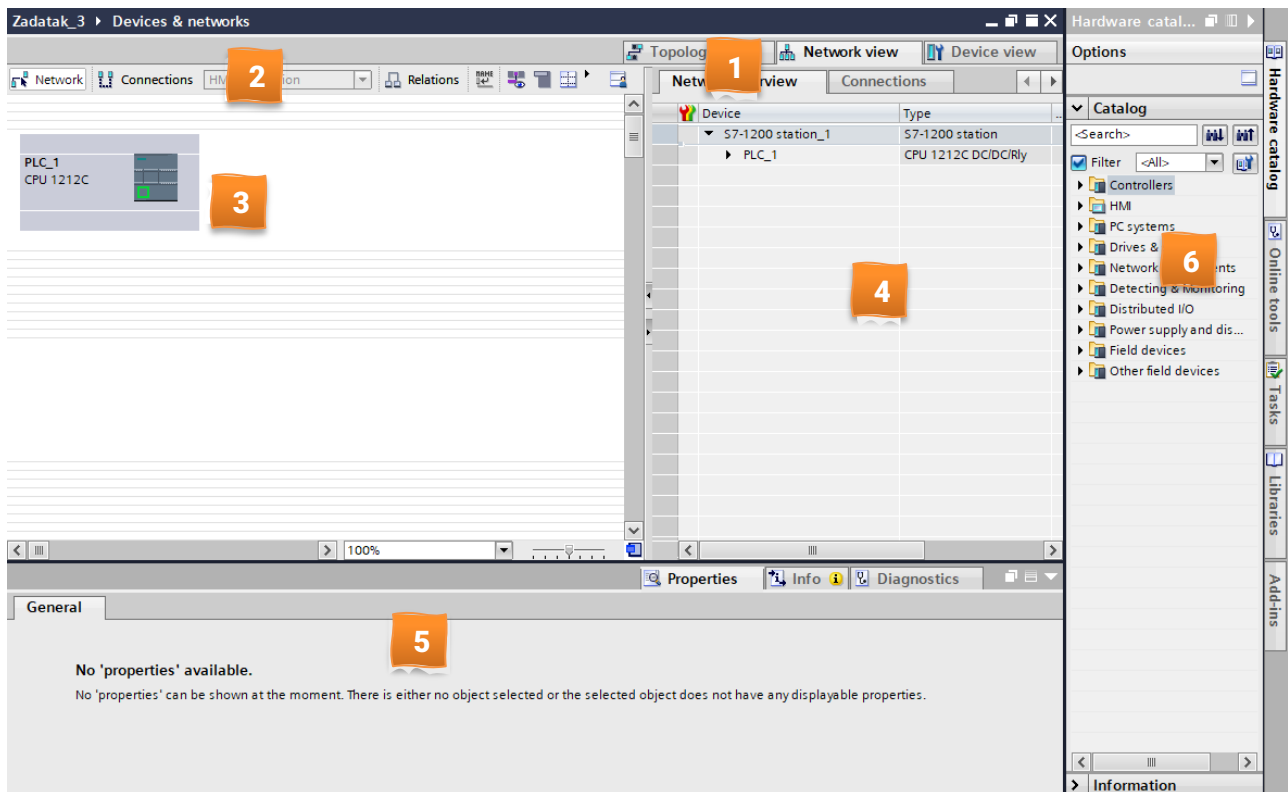 Zadatak_3 Devices & networks
Hardware catal...
Topolog
1
Network view
Device view
Options
Network
Connections
HM
2
ion
Relations
Netw
rview
Connections
Device
Type
...
S7-1200 station_1
S7-1200 station
PLC_1
CPU 1212C DC/DC/Rly
PLC_1
CPU 1212C
3
4
100%
Catalog
<Search>
Filter
<All>
Controllers
HMI
PC systems
Drives &
Network
6
nts
Detecting & Monitoring
Distributed I/O
Power supply and dis...
Field devices
Other field devices
Information
Hardware catalog
Online tools
Tasks
Libraries
Add-ins
Properties
Info
Diagnostics
General
5
No 'properties' available.
No 'properties' can be shown at the moment. There is either no object selected or the selected object does not have any displayable properties.